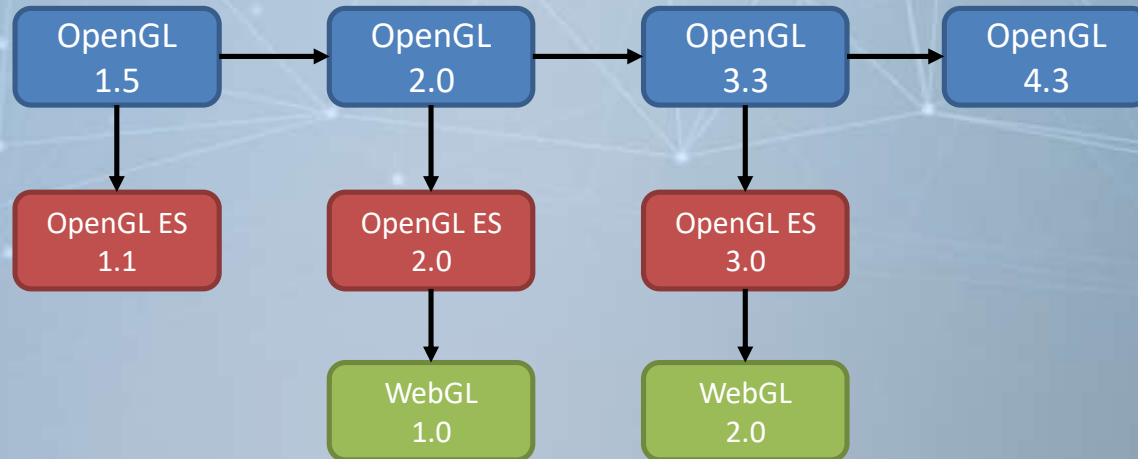 OpenGL
1.5
OpenGL
2.0
OpenGL
3.3
OpenGL
4.3
OpenGL ES
1.1
OpenGL ES
2.0
OpenGL ES
3.0
WebGL
1.0
WebGL
2.0